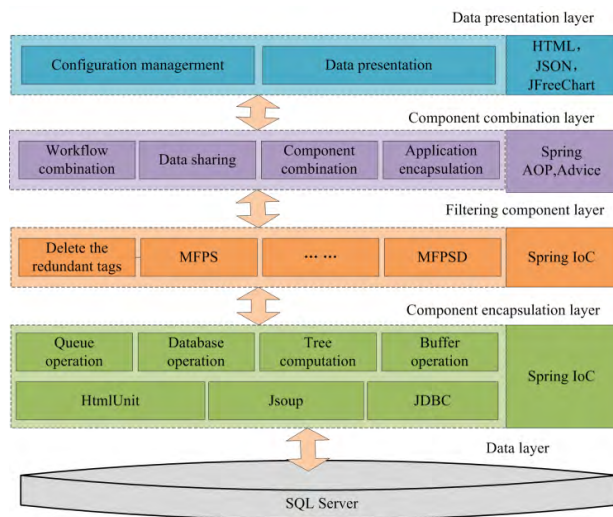 Data presentation layer
Configuration managerment
Data presentation
HTML,
JSON,
JFreeChart
Component combination layer
Workflow
combination
Data sharing
Component
combination
Application
encapsulation
Spring
AOP,Advice
Filtering component layer
Delete the
redundant tags
MFPS
... ...
MFPSD
Spring IoC
Component encapsulation layer
Queue
operation
Database
operation
Tree
computation
Buffer
operation
Spring IoC
HtmlUnit
Jsoup
JDBC
Data layer
SQL Server